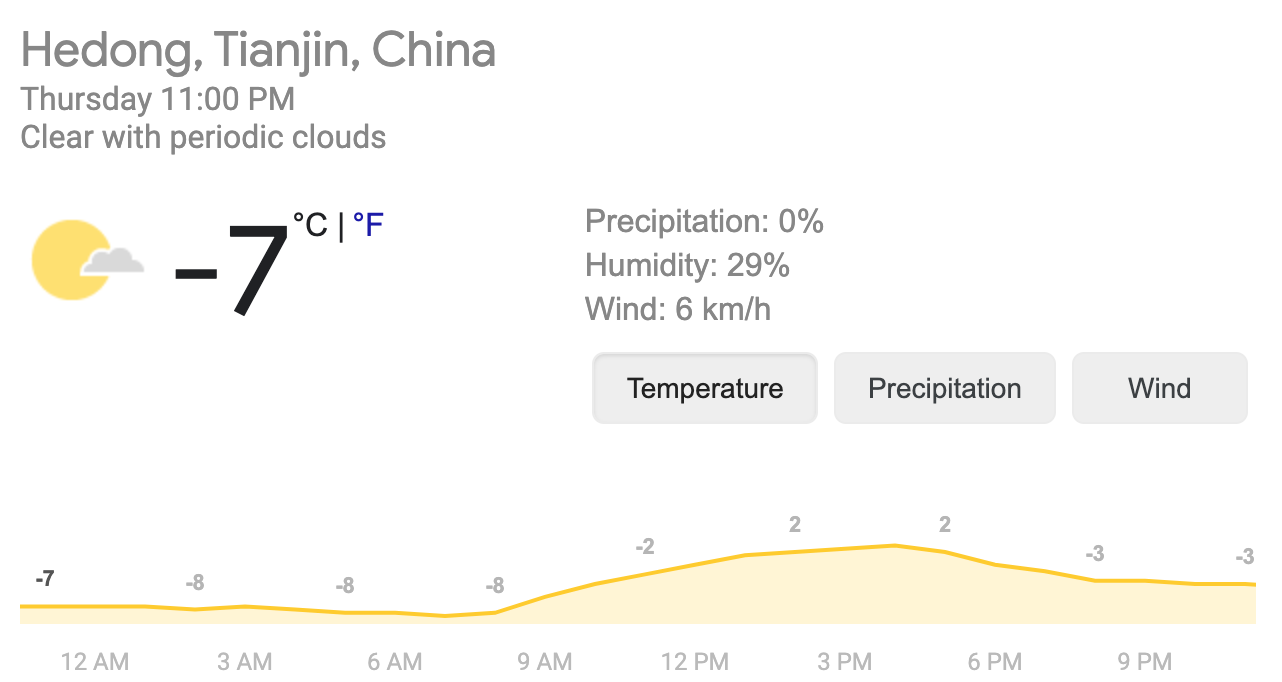 Hedong, Tianjin, China
Thursday 11:00 PM
Clear with periodic clouds
-7 °C | °F
Precipitation: 0%
Humidity: 29%
Wind: 6 km/h
Temperature Precipitation Wind
-7 -8 -8 -8 -2 2 2 -3 -3
12 AM 3 AM 6 AM 9 AM 12 PM 3 PM 6 PM 9 PM